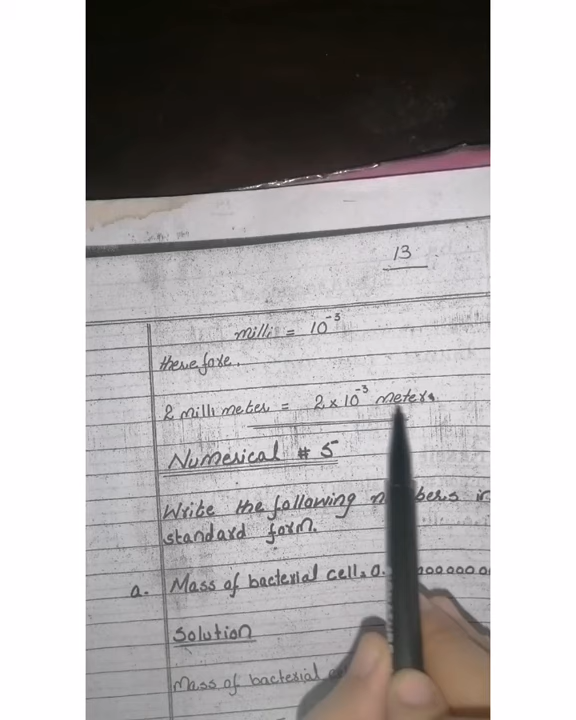 13
milli = 10⁻³
therefore.
2 milli meter = 2 x 10⁻³ meters
Numerical # 5
Write the following in
standard form.
a. Mass of bacterial cell, 0.
Solution
Mass of bacterial